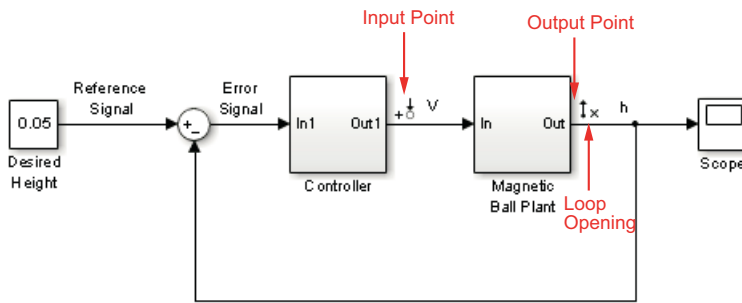 Input Point
Output Point
Reference
Signal
Error
Signal
0.05
Desired
Height
In1
Out1
Controller
V
In
Out
Magnetic
Ball Plant
h
Scope
Loop
Opening